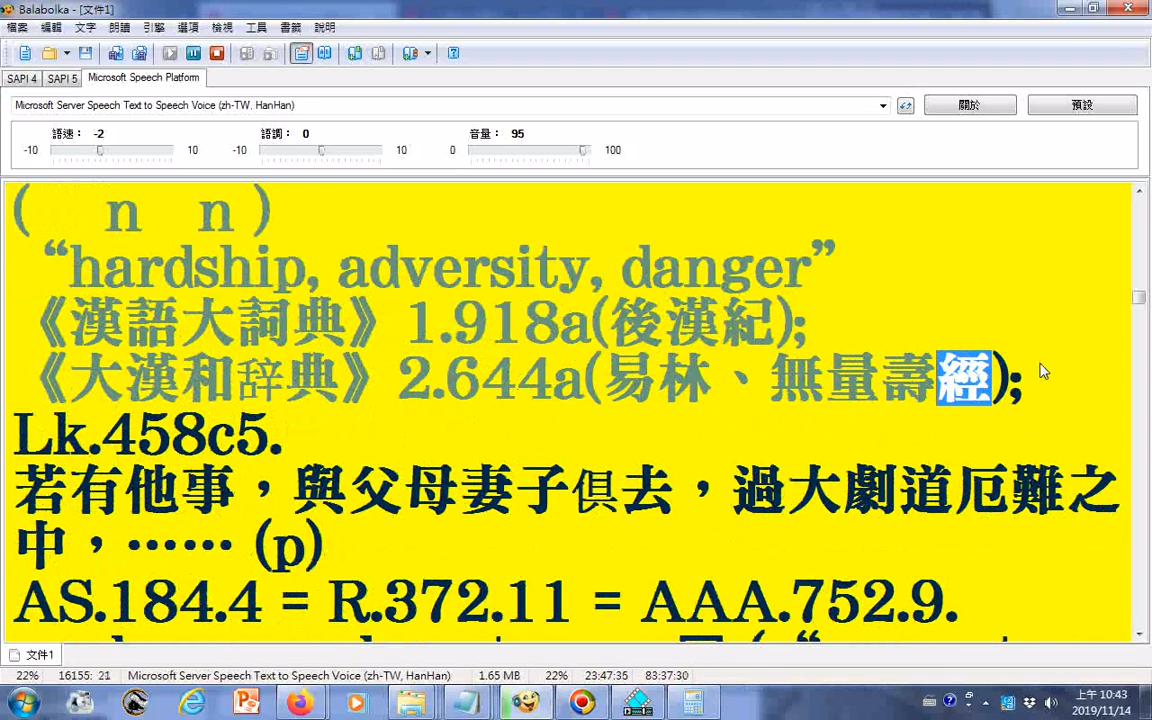 Balabolka - [文件1]
檔案 編輯 文字 朗讀 引擎 選項 檢視 工具 書籤 說明
SAPI 4 SAPI 5 Microsoft Speech Platform
Microsoft Server Speech Text to Speech Voice (zh-TW, HanHan) 關於 預設
語速： -2 語調： 0 音量： 95
-10 10 -10 10 0 100
( n n )
“hardship, adversity, danger”
《漢語大詞典》 1.918a(後漢紀);
《大漢和辞典》 2.644a(易林、無量壽經);
Lk.458c5.
若有他事，與父母妻子俱去，過大劇道厄難之
中，…… (p)
AS.184.4 = R.372.11 = AAA.752.9.
文件1
22% 16155: 21 Microsoft Server Speech Text to Speech Voice (zh-TW, HanHan) 1.65 MB 22% 23:47:35 83:37:30
上午 10:43
2019/11/14